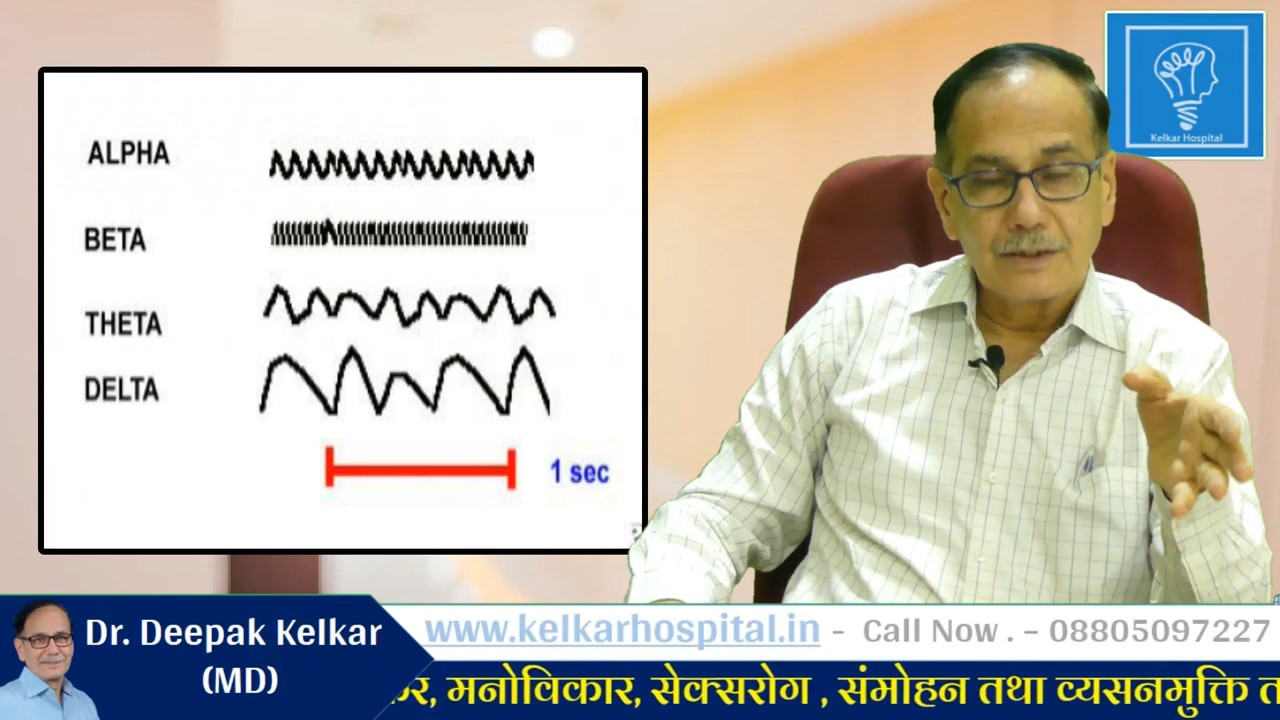 ALPHA
BETA
THETA
DELTA
1 sec
Kelkar Hospital
Dr. Deepak Kelkar
(MD)
www.kelkarhospital.in - Call Now . - 08805097227
मनोविकार, सेक्सरोग , संमोहन तथा व्यसनमुक्ति